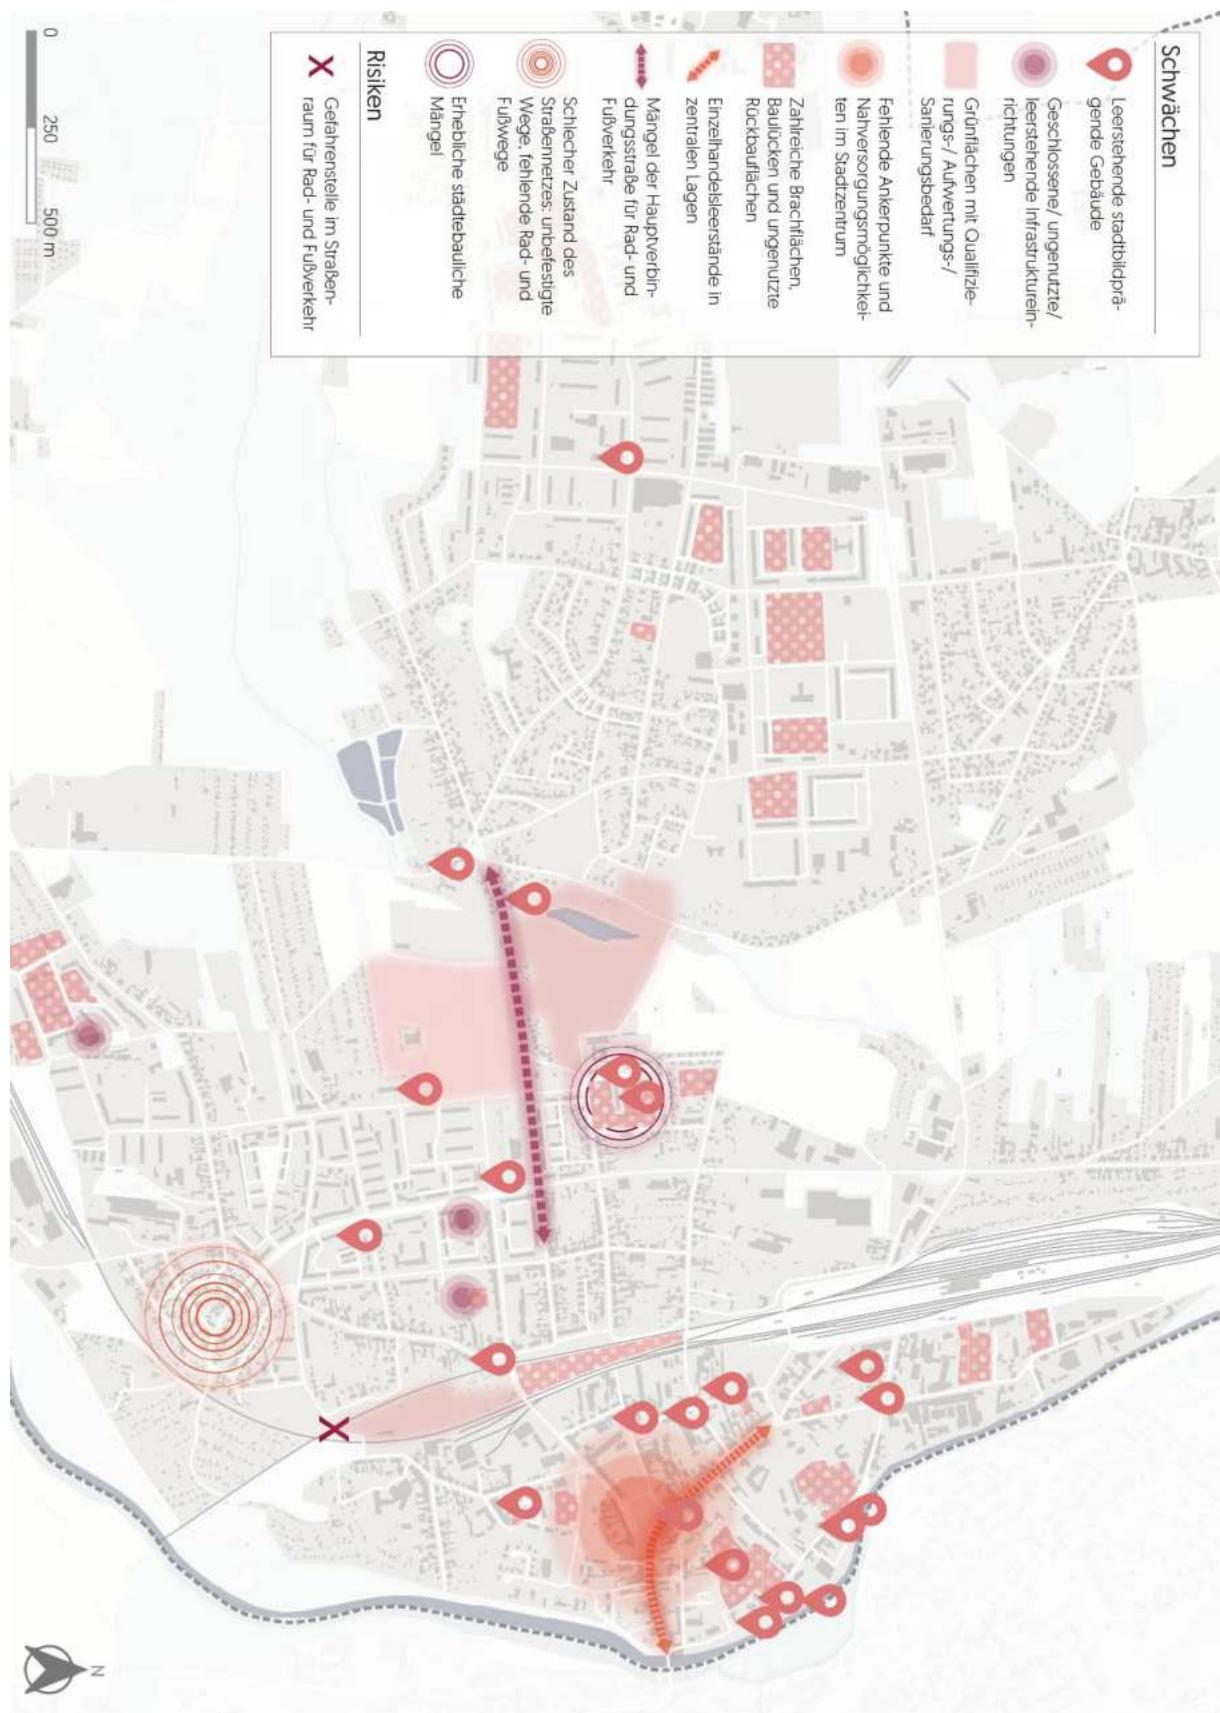 Schwächen
Leerstehende stadtbildprä-
gende Gebäude
Geschlossene/ ungenutzte/
leerstehende Infrastrukturein-
richtungen
Grünflächen mit Qualifizie-
rungs-/ Aufwertungs-/
Sanierungsbedarf
Fehlende Ankerpunkte und
Nahversorgungsmöglichkei-
ten im Stadtzentrum
Zahlreiche Brachflächen,
Baulücken und ungenutzte
Rückbauflächen
Einzelhandelsleerstände in
zentralen Lagen
Mängel der Hauptverbin-
dungsstraße für Rad- und
Fußverkehr
Schlechter Zustand des
Straßennetzes: unbefestigte
Wege, fehlende Rad- und
Fußwege
Erhebliche städtebauliche
Mängel
Risiken
Gefahrenstelle im Straßen-
raum für Rad- und Fußverkehr
0 250 500 m
N